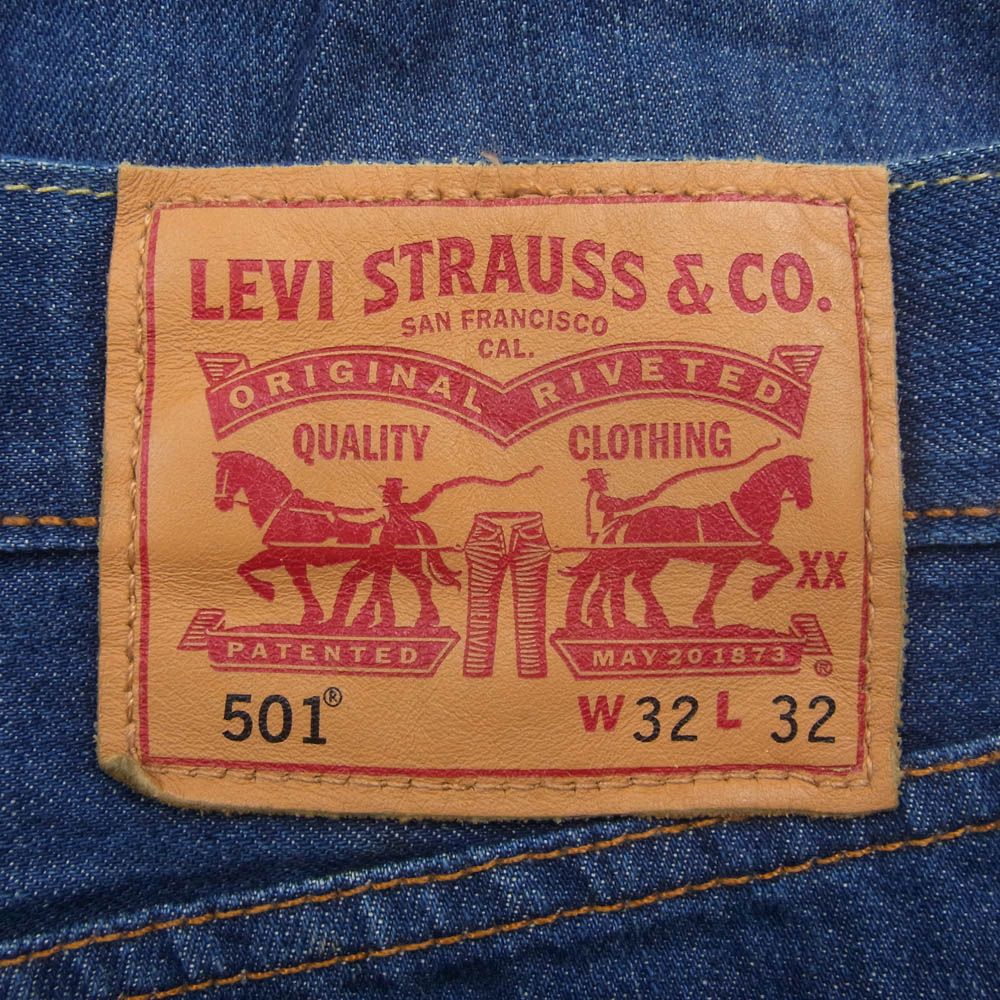 LEVI STRAUSS & CO.
SAN FRANCISCO
CAL.
ORIGINAL RIVETED
QUALITY CLOTHING
XX
PATENTED MAY 20 1873 ®
501® W 32 L 32